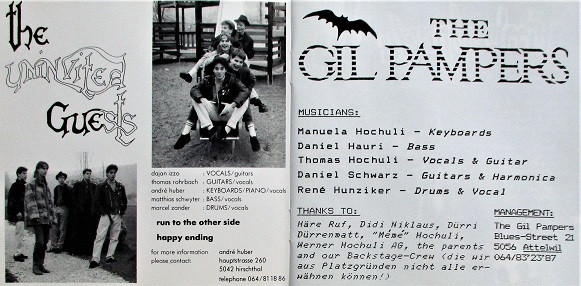 the
Uninvited
Guests
dajan izzo : VOCALS/guitars
thomas rohrbach : GUITARS/vocals
andré huber : KEYBOARDS/PIANO/vocals
matthias schwyter : BASS/vocals
marcel zander : DRUMS/vocals
run to the other side
happy ending
for more information
please contact:
andré huber
hauptstrasse 260
5042 hirschthal
telephone 064/81 18 86
THE
GIL PAMPERS
MUSICIANS:
Manuela Hochuli - Keyboards
Daniel Hauri - Bass
Thomas Hochuli - Vocals & Guitar
Daniel Schwarz - Guitars & Harmonica
René Hunziker - Drums & Vocal
THANKS TO:
Häre Ruf, Didi Niklaus, Dürri
Dürrenmatt, "Mémé" Hochuli,
Werner Hochuli AG, the parents
and our Backstage-Crew (die wir
aus Platzgründen nicht alle er-
wähnen können!)
MANAGEMENT:
The Gil Pampers
Blues-Street 21
5056 Attelwil
064/83'23'87